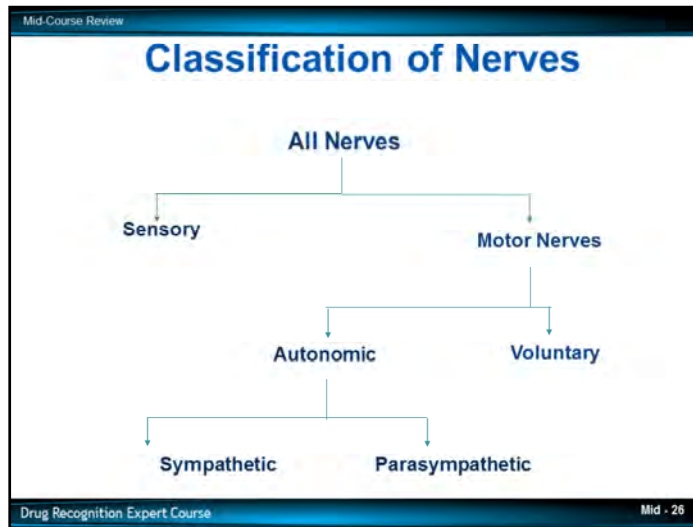 Mid-Course Review
Classification of Nerves
All Nerves
Sensory
Motor Nerves
Autonomic
Voluntary
Sympathetic
Parasympathetic
Drug Recognition Expert Course
Mid - 26